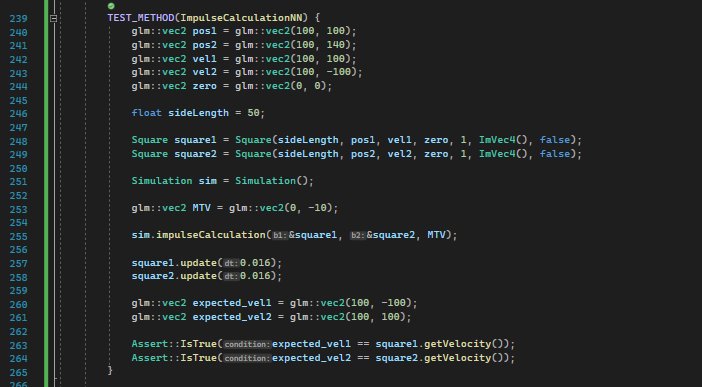 239 TEST_METHOD(ImpulseCalculationNN) {
240 glm::vec2 pos1 = glm::vec2(100, 100);
241 glm::vec2 pos2 = glm::vec2(100, 140);
242 glm::vec2 vel1 = glm::vec2(100, 100);
243 glm::vec2 vel2 = glm::vec2(100, -100);
244 glm::vec2 zero = glm::vec2(0, 0);
245
246 float sideLength = 50;
247
248 Square square1 = Square(sideLength, pos1, vel1, zero, 1, ImVec4(), false);
249 Square square2 = Square(sideLength, pos2, vel2, zero, 1, ImVec4(), false);
250
251 Simulation sim = Simulation();
252
253 glm::vec2 MTV = glm::vec2(0, -10);
254
255 sim.impulseCalculation(b1:&square1, b2:&square2, MTV);
256
257 square1.update(dt:0.016);
258 square2.update(dt:0.016);
259
260 glm::vec2 expected_vel1 = glm::vec2(100, -100);
261 glm::vec2 expected_vel2 = glm::vec2(100, 100);
262
263 Assert::IsTrue(condition:expected_vel1 == square1.getVelocity());
264 Assert::IsTrue(condition:expected_vel2 == square2.getVelocity());
265 }
266